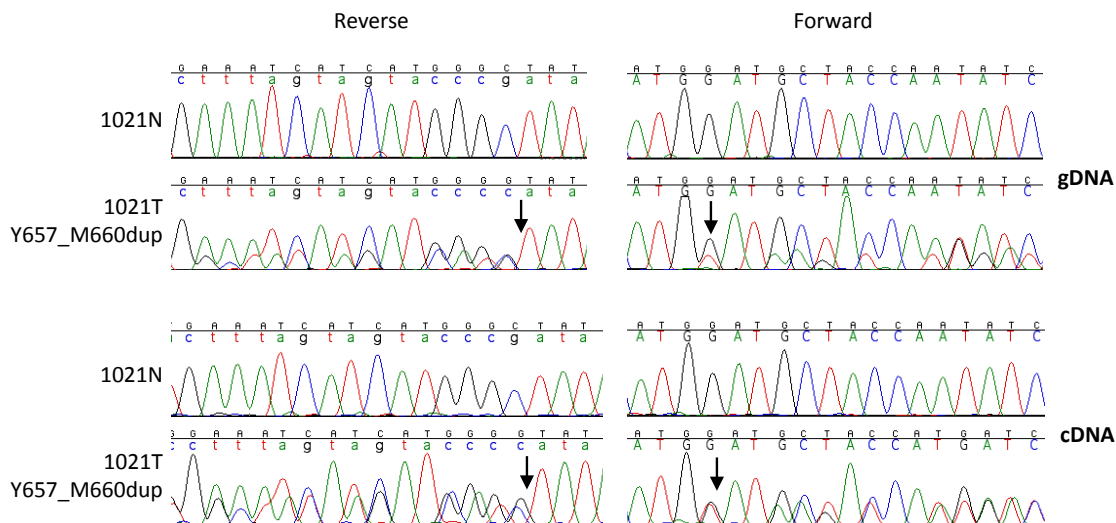 Reverse
Forward
G A A A T C A T C A T G G G C T A T
c t t t a g t a g t a c c c g a t a
A T G G A T G C T A C C A A T A T C
A T G G A T G C T A C C A A T A T C
1021N
gDNA
G A A A T C A T C A T G G G G T A T
c t t t a g t a g t a c c c c a t a
A T G G A T G C T A C C A A T A T C
A T G G A T G C T A C C A A T A T C
1021T
Y657_M660dup
G A A A T C A T C A T G G G C T A T
c t t t a g t a g t a c c c g a t a
A T G G A T G C T A C C A A T A T C
A T G G A T G C T A C C A A T A T C
1021N
cDNA
G G A A A T C A T C A T G G G G T A T
c c t t t a g t a g t a c c c c a t a
A T G G A T G C T A C C A T G A T C
A T G G A T G C T A C C A T G A T C
1021T
Y657_M660dup